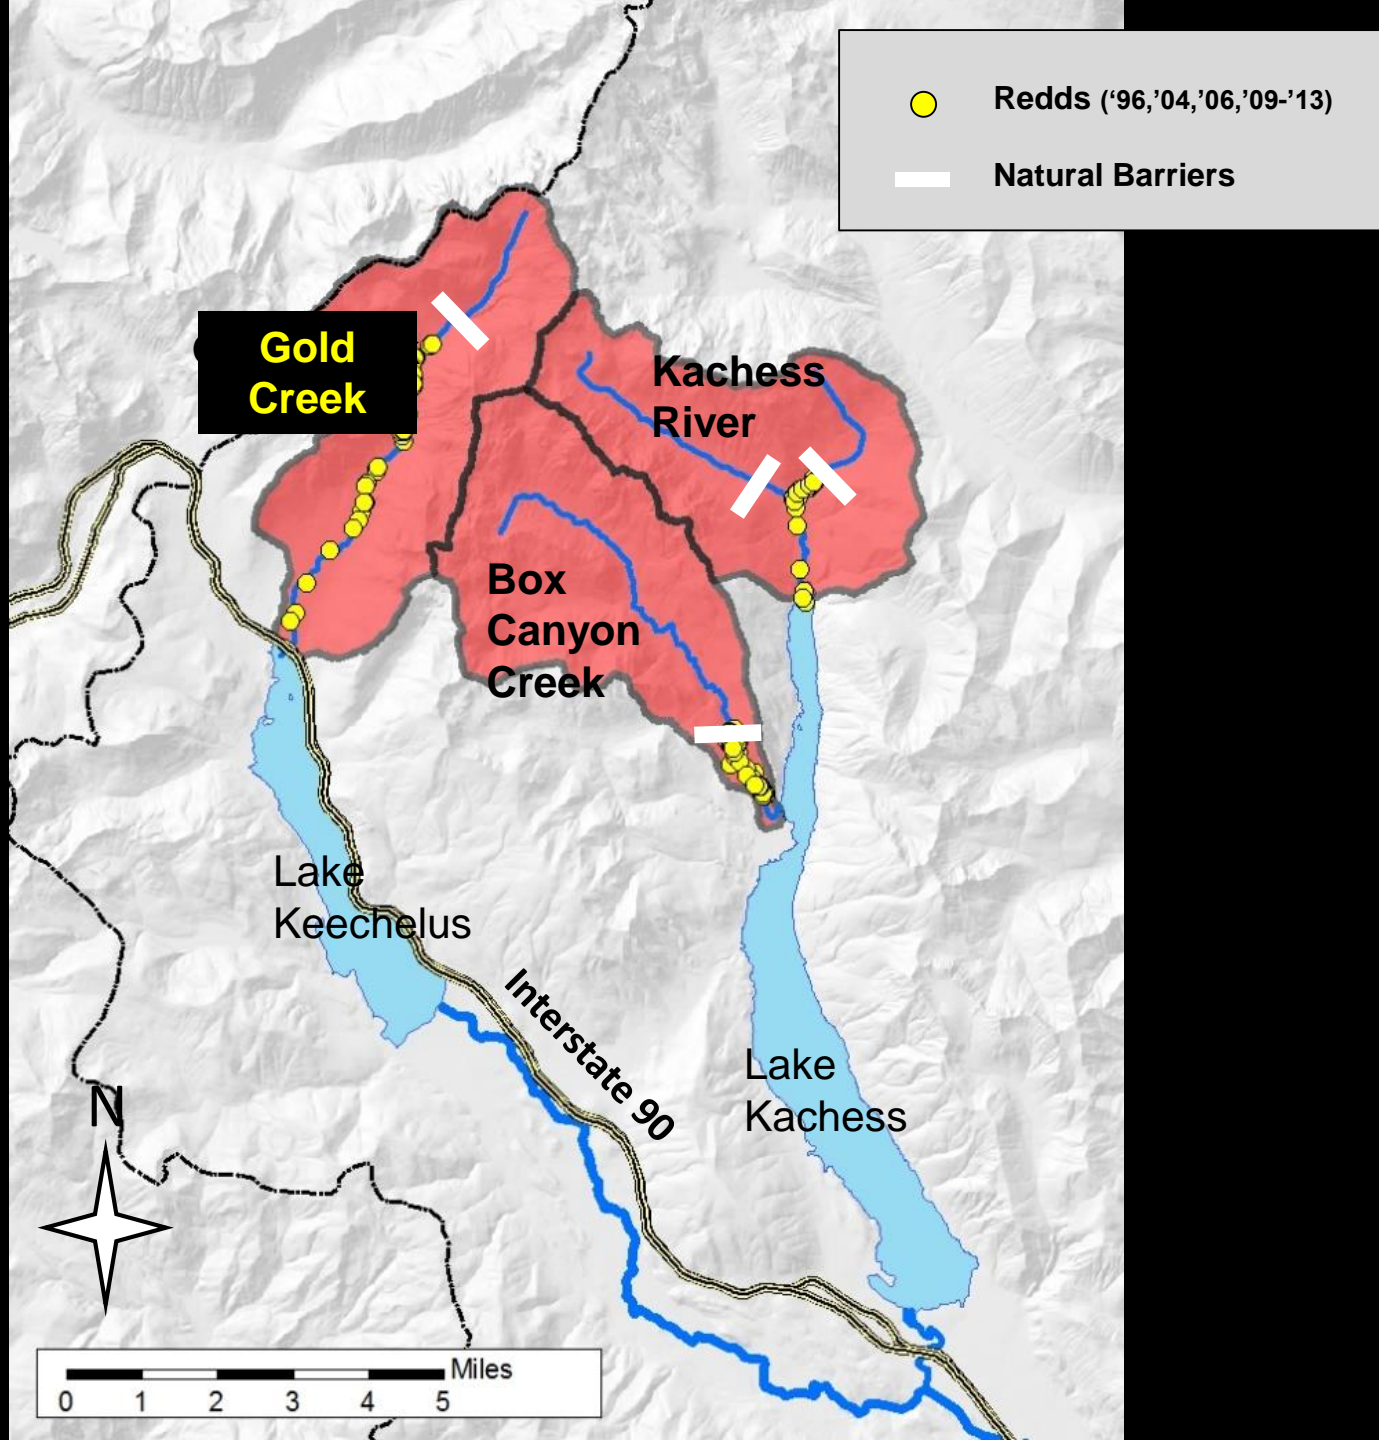 Redds (‘96,’04,’06,’09-’13)
Natural Barriers
Gold
Creek
Kachess
River
Box
Canyon
Creek
Lake
Keechelus
Interstate 90
Lake
Kachess
N
Miles
0 1 2 3 4 5